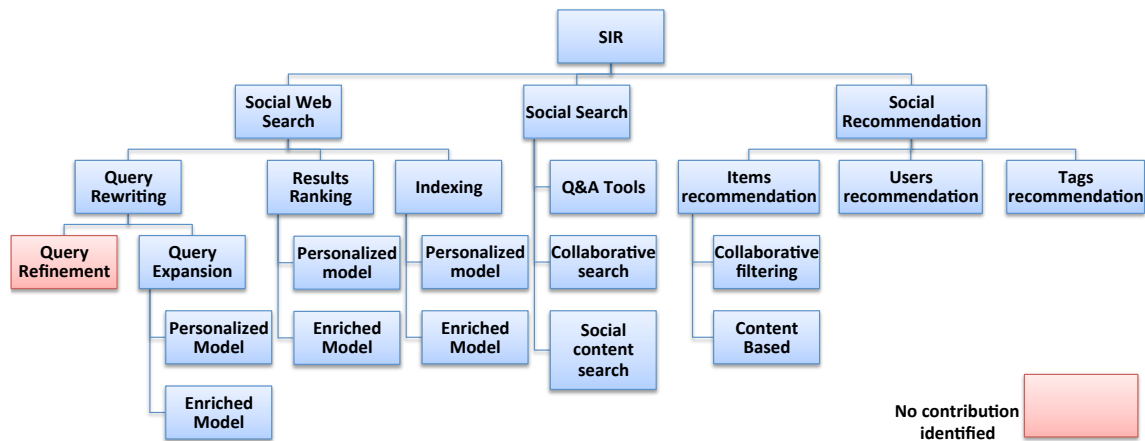 SIR
Social Web
Search
Social Search
Social
Recommendation
Query
Rewriting
Results
Ranking
Indexing
Q&A Tools
Items
recommendation
Users
recommendation
Tags
recommendation
Query
Refinement
Query
Expansion
Personalized
model
Personalized
model
Collaborative
search
Collaborative
filtering
Personalized
Model
Enriched
Model
Enriched
Model
Social
content
search
Content
Based
Enriched
Model
No contribution
identified